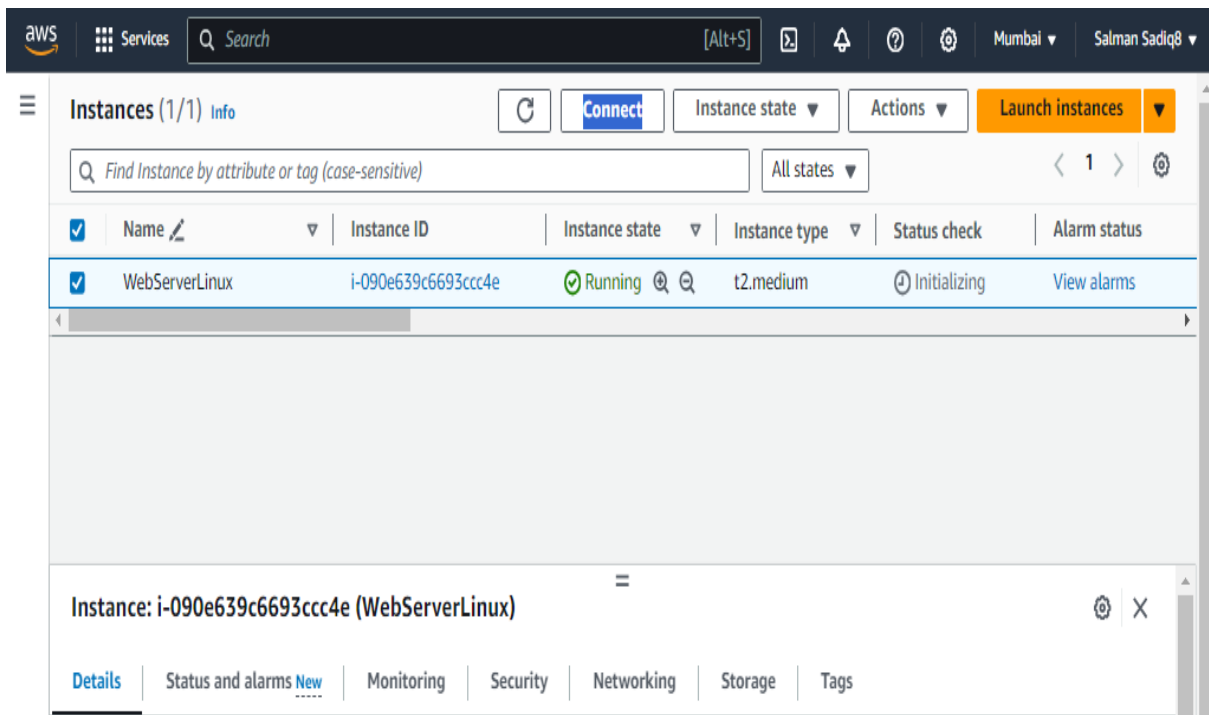 aws Services Search [Alt+S] Mumbai Salman Sadiq8
Instances (1/1) Info Connect Instance state Actions Launch instances
Find Instance by attribute or tag (case-sensitive) All states 1
Name Instance ID Instance state Instance type Status check Alarm status
WebServerLinux i-090e639c6693ccc4e Running t2.medium Initializing View alarms
Instance: i-090e639c6693ccc4e (WebServerLinux)
Details Status and alarms New Monitoring Security Networking Storage Tags